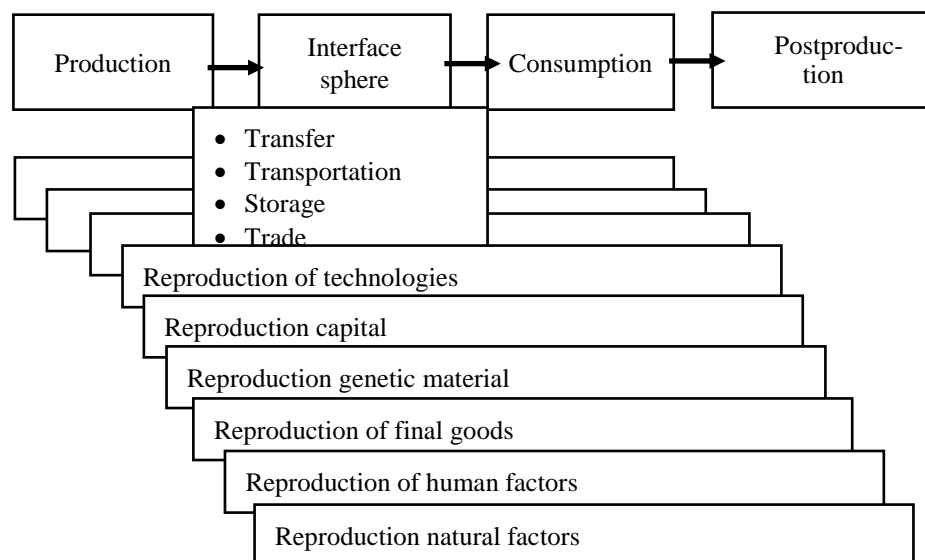 Production
Interface
sphere
Consumption
Postproduc-
tion
• Transfer
• Transportation
• Storage
• Trade
Reproduction of technologies
Reproduction capital
Reproduction genetic material
Reproduction of final goods
Reproduction of human factors
Reproduction natural factors